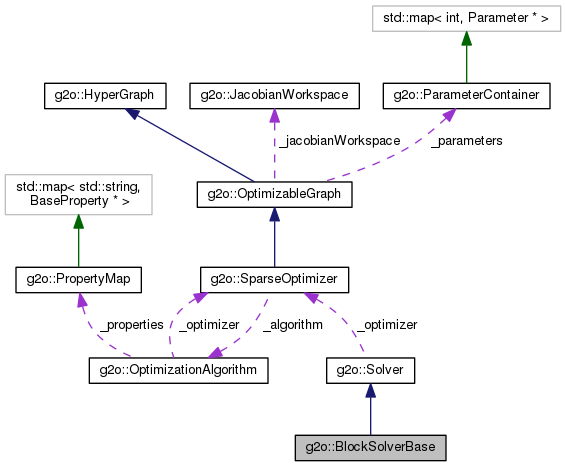 std::map< int, Parameter * >
g2o::HyperGraph
g2o::JacobianWorkspace
g2o::ParameterContainer
_jacobianWorkspace
_parameters
std::map< std::string,
BaseProperty * >
g2o::OptimizableGraph
g2o::PropertyMap
g2o::SparseOptimizer
_properties
_optimizer
_algorithm
_optimizer
g2o::OptimizationAlgorithm
g2o::Solver
g2o::BlockSolverBase